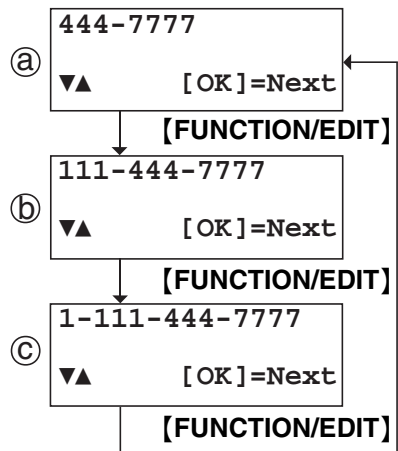 444-7777
ⓐ
▼▲ [OK]=Next
【FUNCTION/EDIT】
111-444-7777
ⓑ
▼▲ [OK]=Next
【FUNCTION/EDIT】
1-111-444-7777
ⓒ
▼▲ [OK]=Next
【FUNCTION/EDIT】